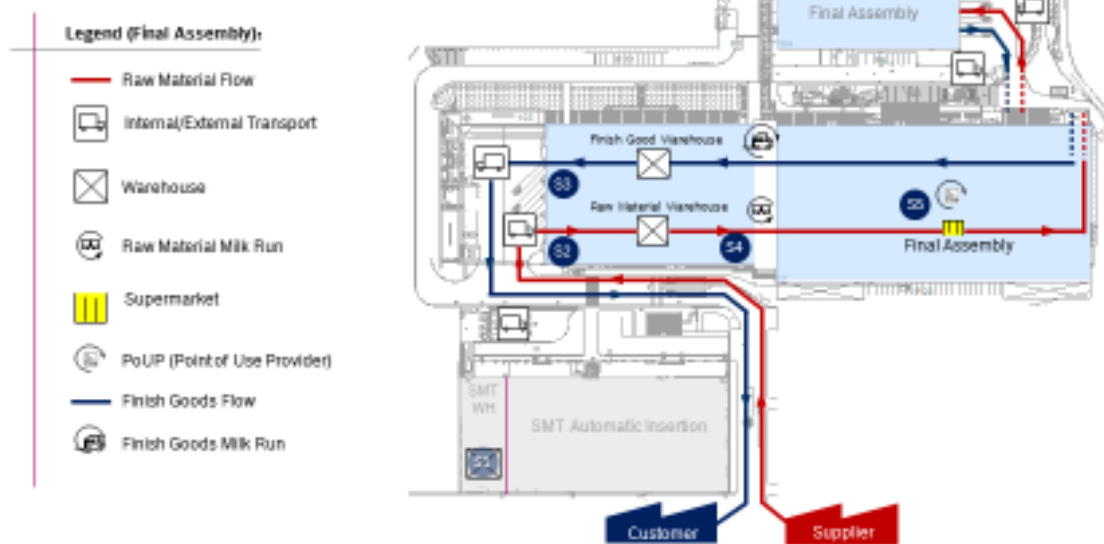 Legend (Final Assembly):
Raw Material Flow
Internal/External Transport
Warehouse
Raw Material Milk Run
Supermarket
PoUP (Point of Use Provider)
Finish Goods Flow
Finish Goods Milk Run
Final Assembly
Finish Good Warehouse
S3
S5
Raw Material Warehouse
S2
S4
Final Assembly
SMT
WH
SMT Automatic Insertion
S1
Customer
Supplier